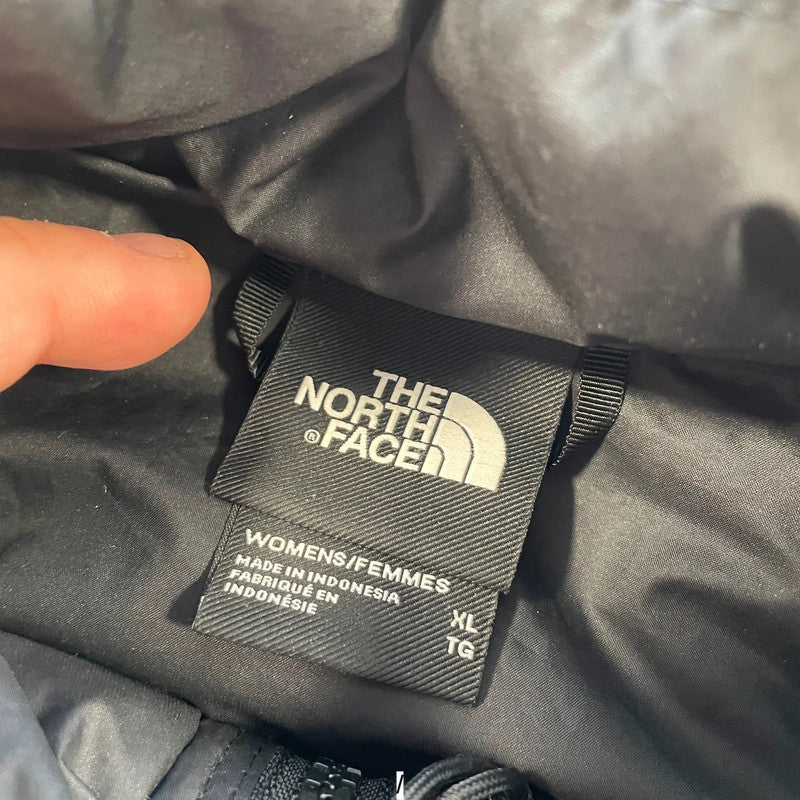 THE
NORTH
® FACE
WOMENS/FEMMES
MADE IN INDONESIA
FABRIQUÉ EN
INDONÉSIE
XL
TG